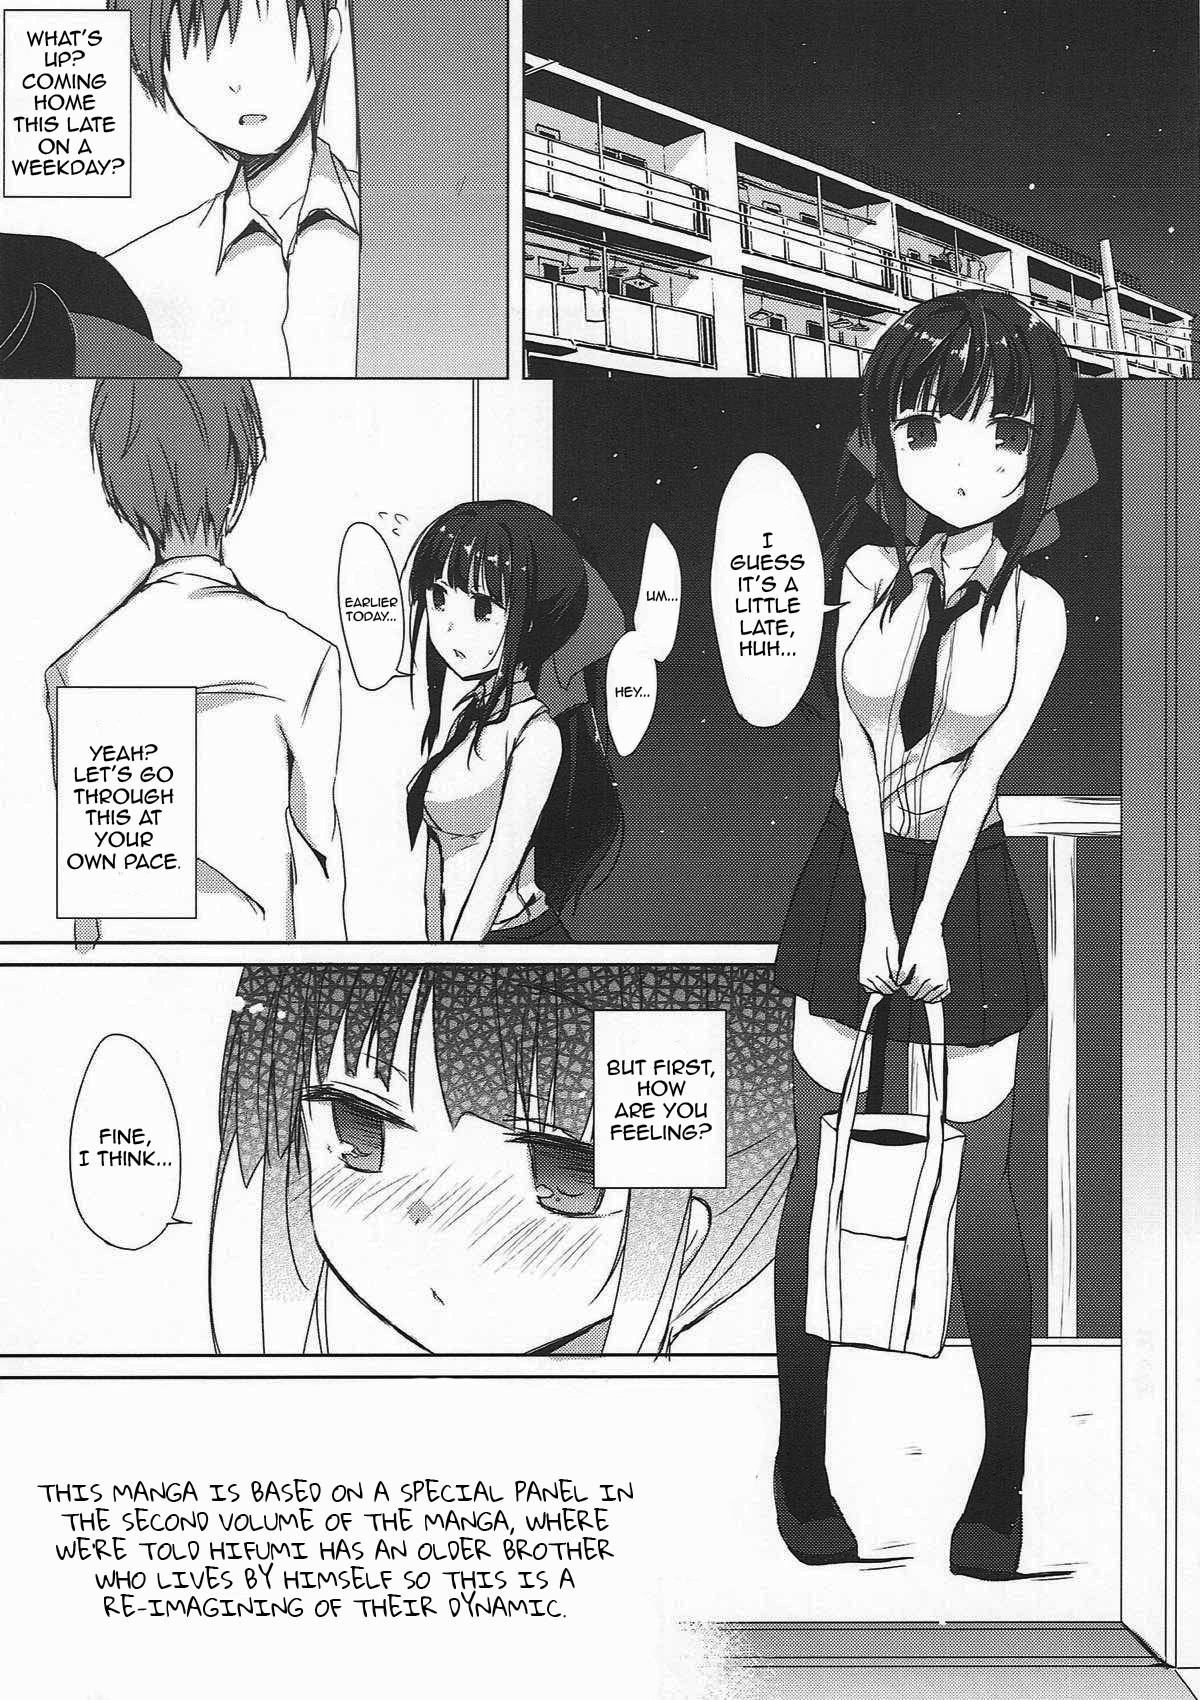 WHAT'S
UP?
COMING
HOME
THIS LATE
ON A
WEEKDAY?
I
GUESS
IT'S A
LITTLE
LATE,
HUH...
UM...
HEY...
EARLIER
TODAY...
YEAH?
LET'S GO
THROUGH
THIS AT
YOUR
OWN PACE.
BUT FIRST,
HOW
ARE YOU
FEELING?
FINE,
I THINK...
THIS MANGA IS BASED ON A SPECIAL PANEL IN
THE SECOND VOLUME OF THE MANGA, WHERE
WE'RE TOLD HIFUMI HAS AN OLDER BROTHER
WHO LIVES BY HIMSELF SO THIS IS A
RE-IMAGINING OF THEIR DYNAMIC.